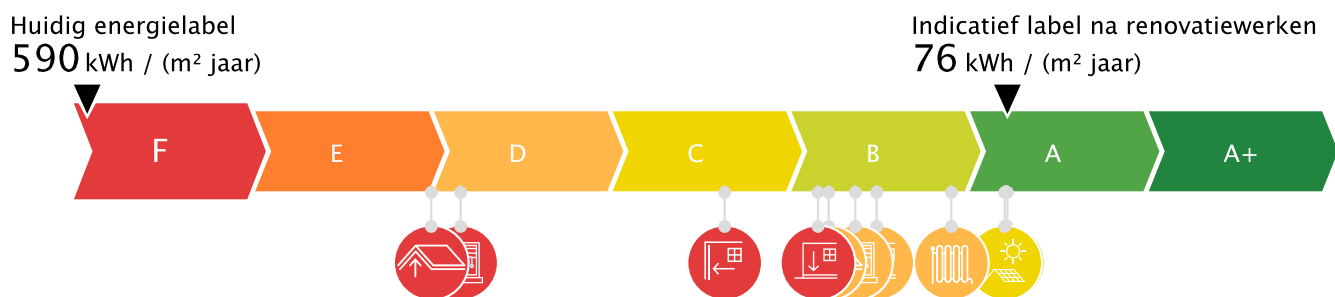 Huidig energielabel
590 kWh / (m² jaar)
Indicatief label na renovatiewerken
76 kWh / (m² jaar)
F
E
D
C
B
A
A+